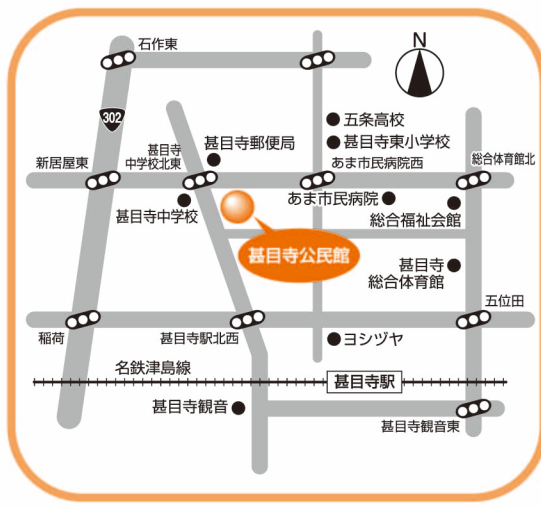 石作東
N
302
五条高校
甚目寺郵便局
甚目寺東小学校
甚目寺
中学校北東
新居屋東
あま市民病院西
総合体育館北
甚目寺中学校
あま市民病院
総合福祉会館
甚目寺公民館
甚目寺
総合体育館
五位田
稲荷
甚目寺駅北西
ヨシヅヤ
名鉄津島線
甚目寺駅
甚目寺観音
甚目寺観音東